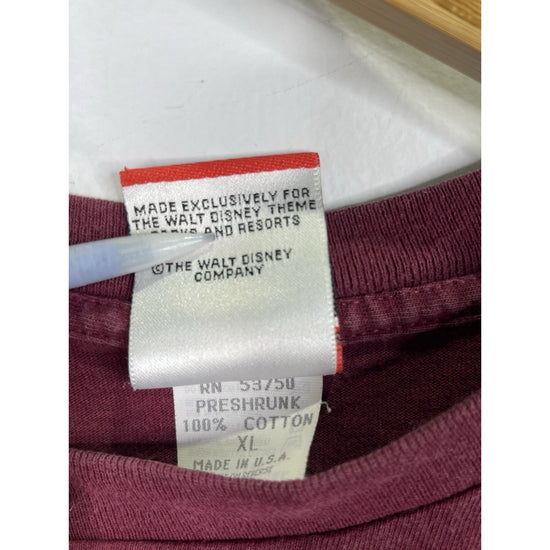 MADE EXCLUSIVELY FOR
THE WALT DISNEY THEME
AND RESORTS
©THE WALT DISNEY
COMPANY
RN 53750
PRESHRUNK
100% COTTON
XL
MADE IN U.S.A.